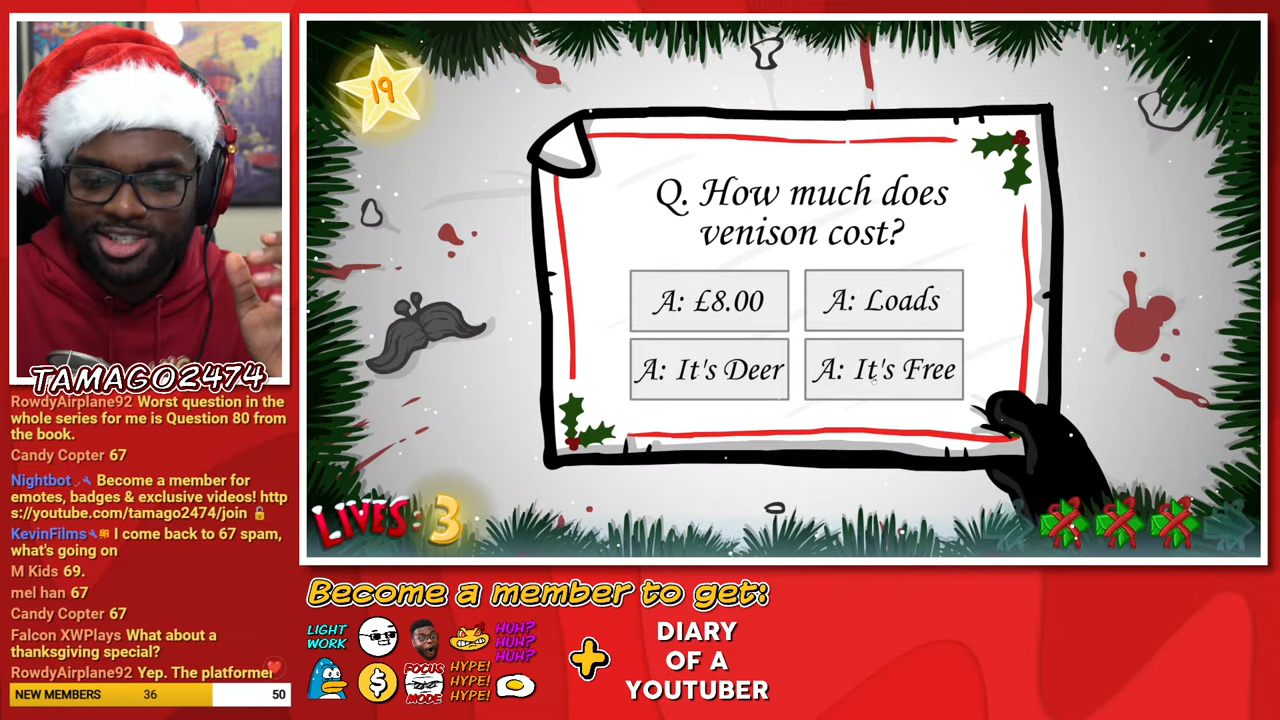 TAMAGO2474
RowdyAirplane92 Worst question in the
whole series for me is Question 80 from
the book.
Candy Copter 67
Nightbot Become a member for
emotes, badges & exclusive videos! http
s://youtube.com/tamago2474/join
KevinFilms I come back to 67 spam,
what's going on
M Kids 69.
mel han 67
Candy Copter 67
Falcon XWPlays What about a
thanksgiving special?
RowdyAirplane92 Yep. The platformer
NEW MEMBERS 36 50
19
Q. How much does
venison cost?
A: £8.00 A: Loads
A: It's Deer A: It's Free
LIVES: 3
Become a member to get:
LIGHT
WORK
HUH?
HUH?
HUH?
$
FOCUS
MODE
HYPE!
HYPE!
HYPE!
+
DIARY
OF A
YOUTUBER